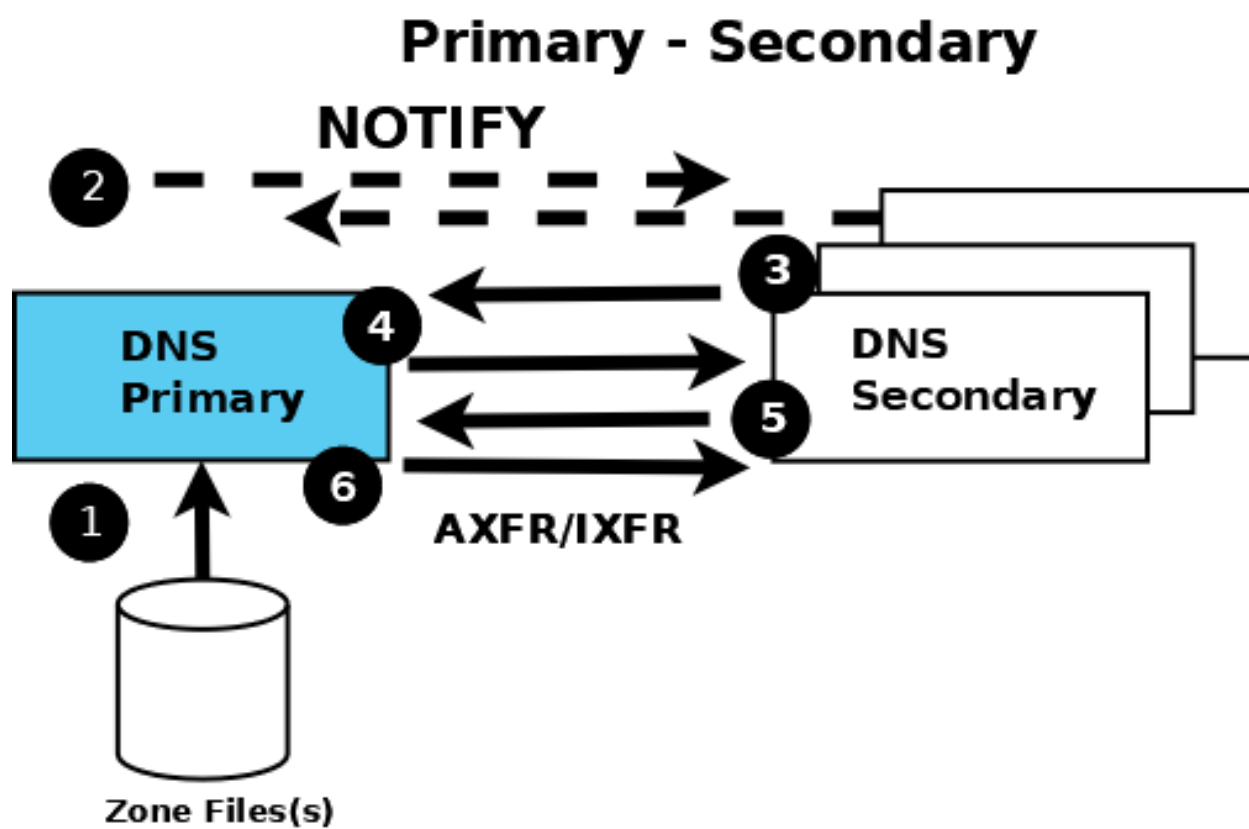 Primary - Secondary
NOTIFY
2
3
4
DNS
Primary
DNS
Secondary
5
6
1
AXFR/IXFR
Zone Files(s)